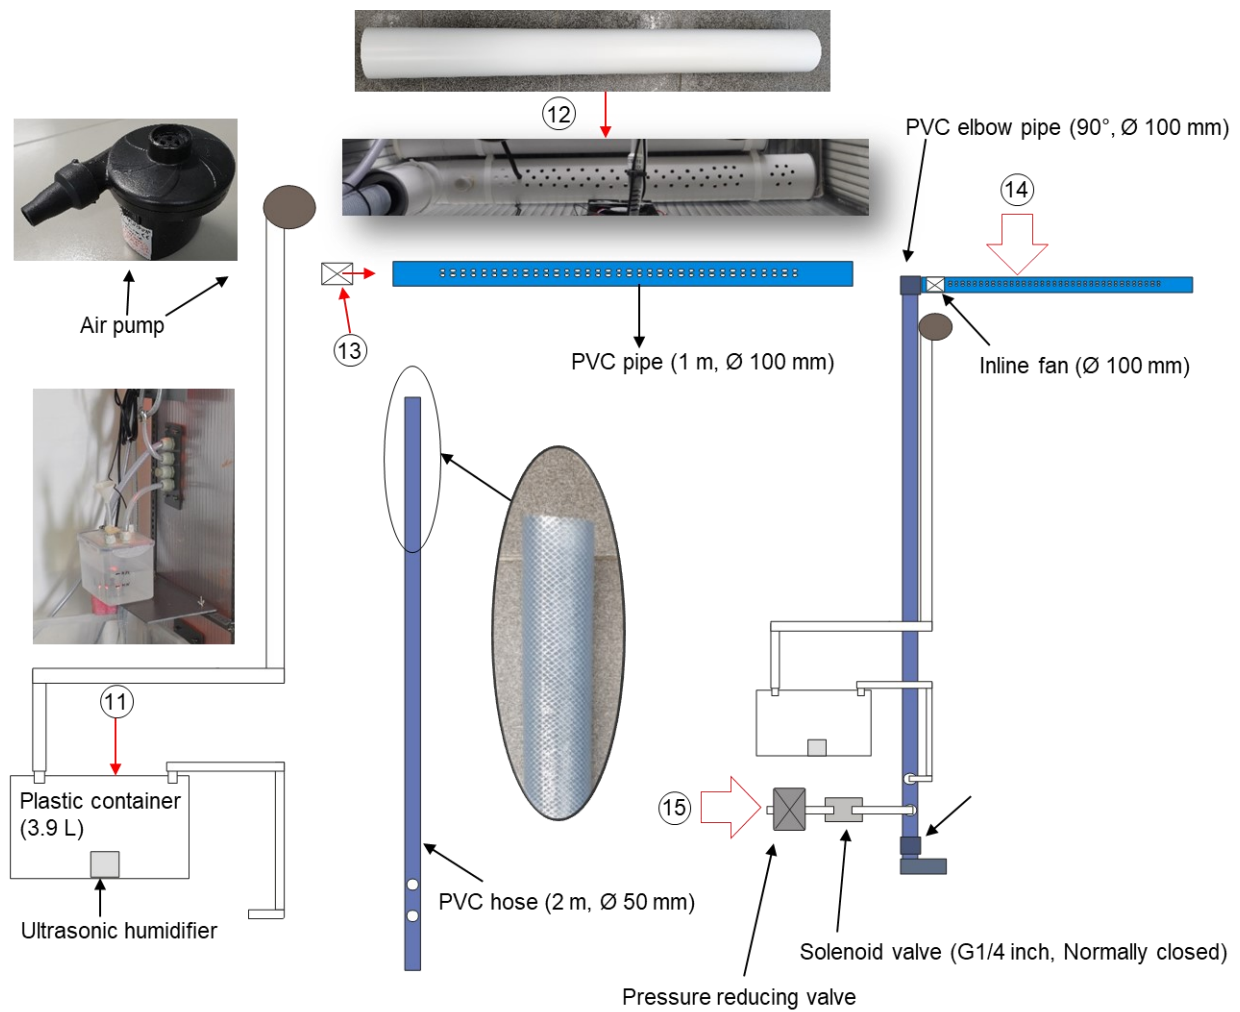 12
PVC elbow pipe (90°, Ø 100 mm)
14
Air pump
13
PVC pipe (1 m, Ø 100 mm)
Inline fan (Ø 100 mm)
11
Plastic container
(3.9 L)
15
PVC hose (2 m, Ø 50 mm)
Ultrasonic humidifier
Solenoid valve (G1/4 inch, Normally closed)
Pressure reducing valve